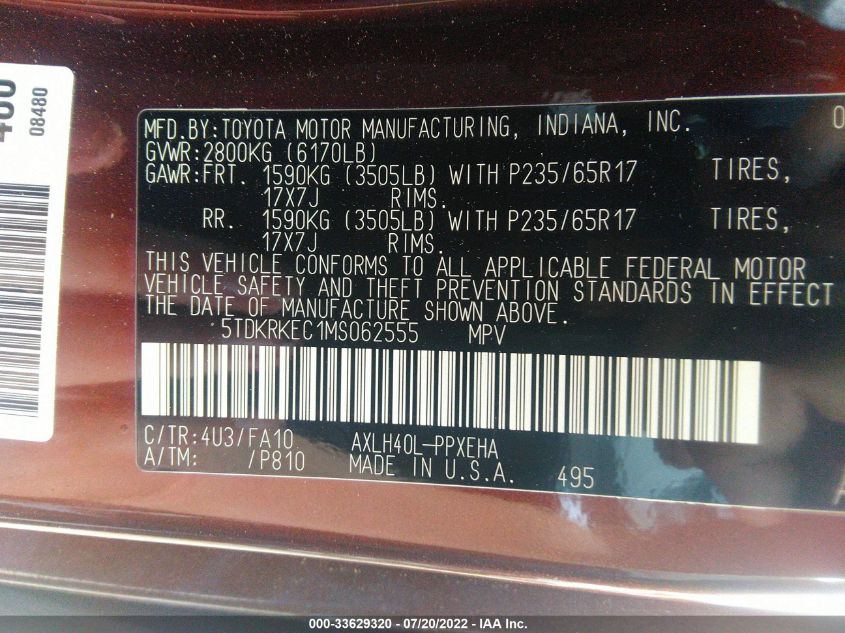 08480
MFD.BY:TOYOTA MOTOR MANUFACTURING, INDIANA, INC. 0
GVWR:2800KG (6170LB)
GAWR:FRT. 1590KG (3505LB) WITH P235/65R17 TIRES,
17X7J RIMS.
RR. 1590KG (3505LB) WITH P235/65R17 TIRES,
17X7J RIMS.
THIS VEHICLE CONFORMS TO ALL APPLICABLE FEDERAL MOTOR
VEHICLE SAFETY AND THEFT PREVENTION STANDARDS IN EFFECT
THE DATE OF MANUFACTURE SHOWN ABOVE.
5TDKRKEC1MS062555 MPV
C/TR:4U3/FA10 AXLH40L-PPXEHA
A/TM: /P810 MADE IN U.S.A. 495
000-33629320 - 07/20/2022 - IAA Inc.